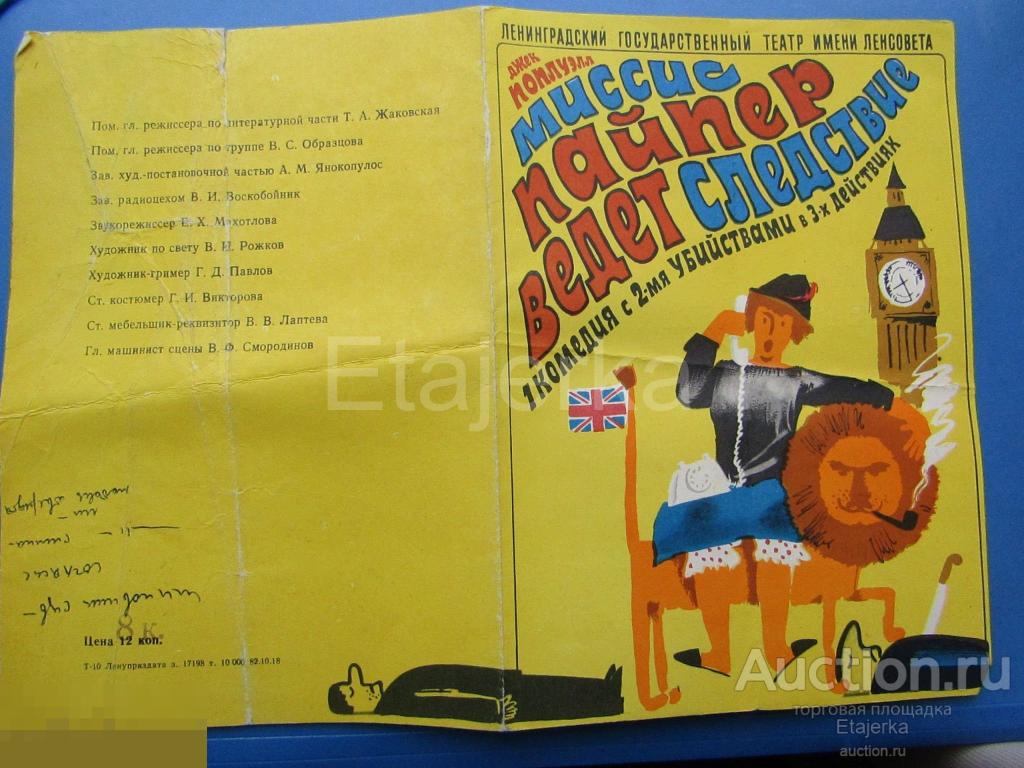 Пом. гл. режиссера по литературной части Т. А. Жаковская
Пом. гл. режиссера по труппе В. С. Образцова
Зав. худ.-постановочной частью А. М. Янокопулос
Зав. радиоцехом В. И. Воскобойник
Звукорежиссер Е. Х. Махотлова
Художник по свету В. И. Рожков
Художник-гример Г. Д. Павлов
Ст. костюмер Г. И. Викторова
Ст. мебельщик-реквизитор В. В. Лаптева
Гл. машинист сцены В. Ф. Смородинов
8 к.
Цена 12 коп.
Т-10 Ленуприздата з. 17198 т. 10 000 82.10.18
ЛЕНИНГРАДСКИЙ ГОСУДАРСТВЕННЫЙ ТЕАТР ИМЕНИ ЛЕНСОВЕТА
ДЖЕК
ПОПЛУЭЛЛ
МИССИС
ПАЙПЕР
ВЕДЕТ СЛЕДСТВИЕ
1 КОМЕДИЯ С 2-МЯ УБИЙСТВАМИ В 3-Х ДЕЙСТВИЯХ
Etajerka
Auction.ru
торговая площадка
Etajerka
auction.ru